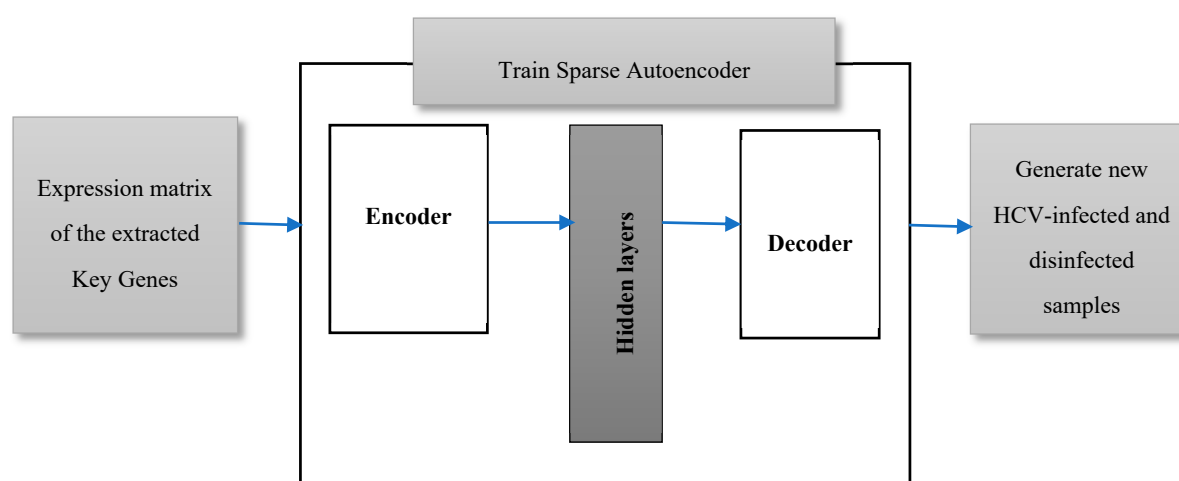 Train Sparse Autoencoder
Expression matrix
of the extracted
Key Genes
Encoder
Hidden layers
Decoder
Generate new
HCV-infected and
disinfected
samples